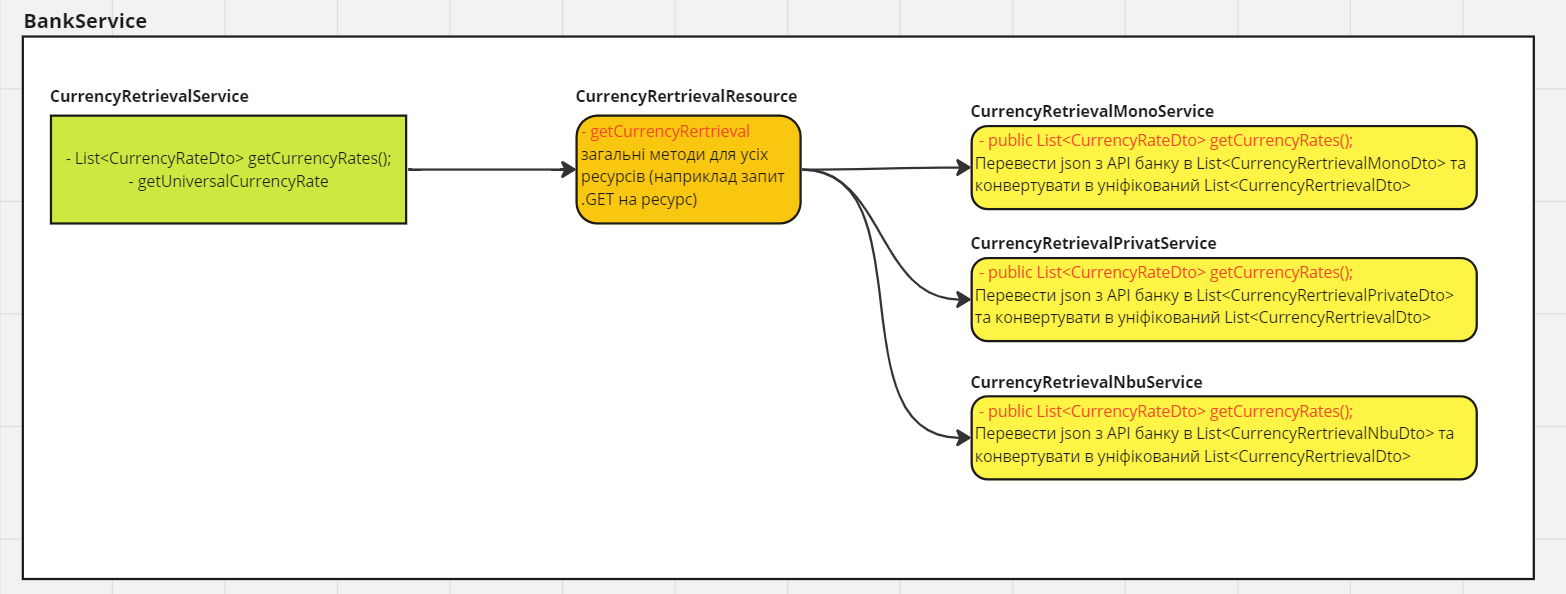 BankService
CurrencyRetrievalService
- List<CurrencyRateDto> getCurrencyRates();
- getUniversalCurrencyRate
CurrencyRertrievalResource
- getCurrencyRertrieval
загальні методи для усіх
ресурсів (наприклад запит
.GET на ресурс)
CurrencyRetrievalMonoService
- public List<CurrencyRateDto> getCurrencyRates();
Перевести json з API банку в List<CurrencyRertrievalMonoDto> та
конвертувати в уніфікований List<CurrencyRertrievalDto>
CurrencyRetrievalPrivatService
- public List<CurrencyRateDto> getCurrencyRates();
Перевести json з API банку в List<CurrencyRertrievalPrivateDto>
та конвертувати в уніфікований List<CurrencyRertrievalDto>
CurrencyRetrievalNbuService
- public List<CurrencyRateDto> getCurrencyRates();
Перевести json з API банку в List<CurrencyRertrievalNbuDto> та
конвертувати в уніфікований List<CurrencyRertrievalDto>